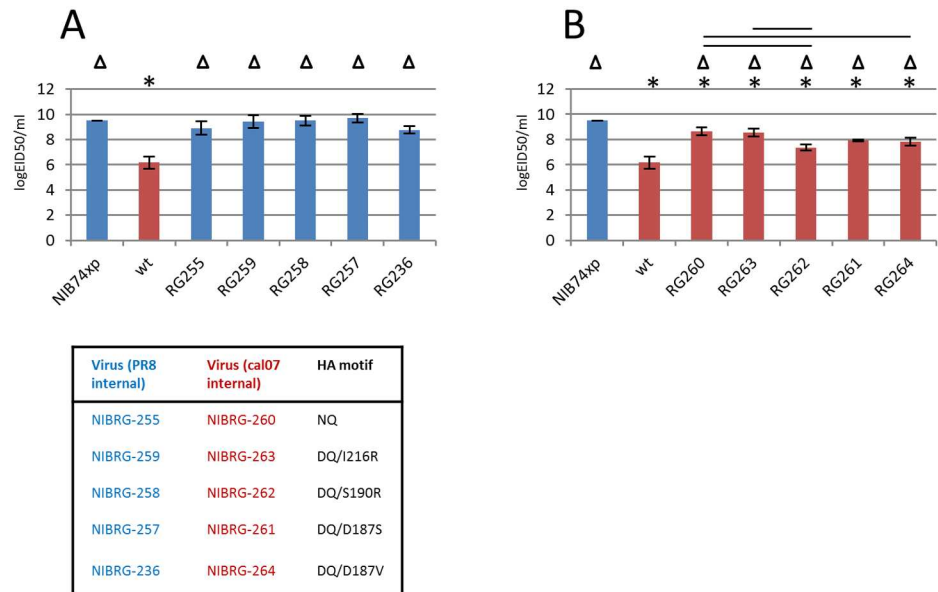 A
Δ Δ Δ Δ Δ Δ
*
logEID50/ml
12
10
8
6
4
2
0
NIB74xp
wt
RG255
RG259
RG258
RG257
RG236
B
Δ Δ Δ Δ Δ Δ
* * * * * *
logEID50/ml
12
10
8
6
4
2
0
NIB74xp
wt
RG260
RG263
RG262
RG261
RG264
Virus (PR8 internal) Virus (cal07 internal) HA motif
NIBRG-255 NIBRG-260 NQ
NIBRG-259 NIBRG-263 DQ/I216R
NIBRG-258 NIBRG-262 DQ/S190R
NIBRG-257 NIBRG-261 DQ/D187S
NIBRG-236 NIBRG-264 DQ/D187V